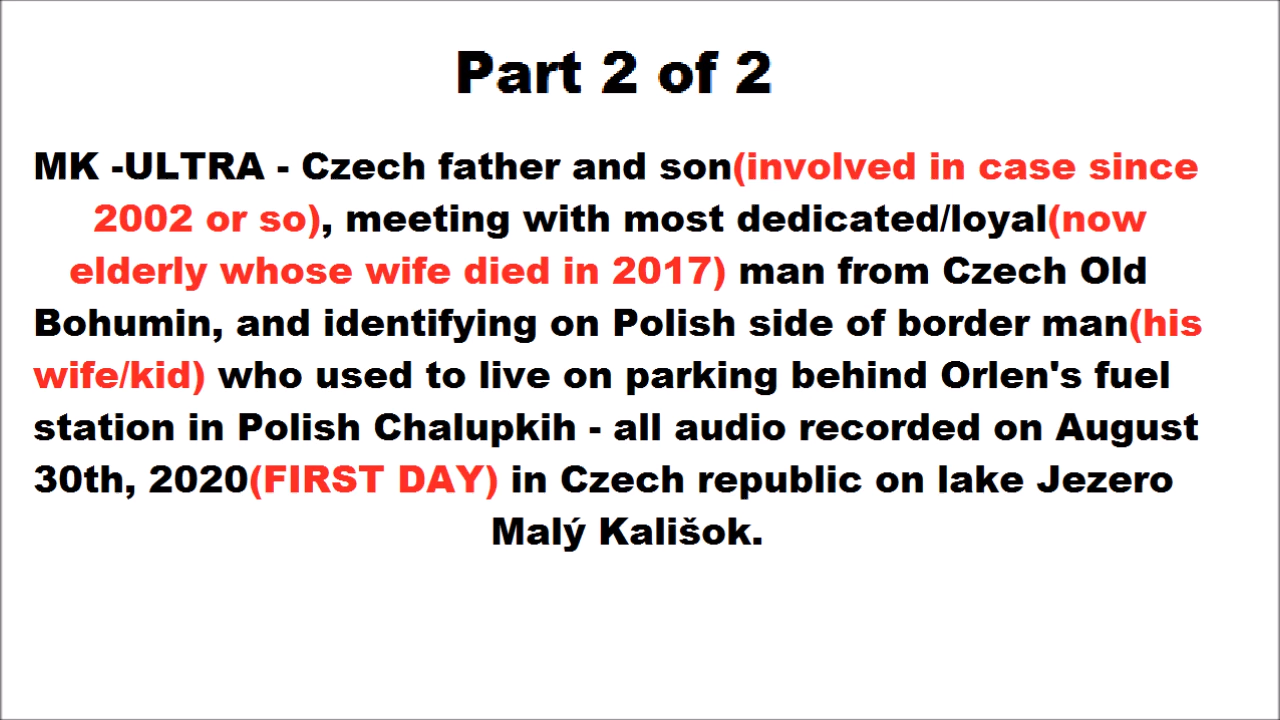 Part 2 of 2
MK -ULTRA - Czech father and son(involved in case since
2002 or so), meeting with most dedicated/loyal(now
elderly whose wife died in 2017) man from Czech Old
Bohumin, and identifying on Polish side of border man(his
wife/kid) who used to live on parking behind Orlen's fuel
station in Polish Chalupkih - all audio recorded on August
30th, 2020(FIRST DAY) in Czech republic on lake Jezero
Malý Kališok.